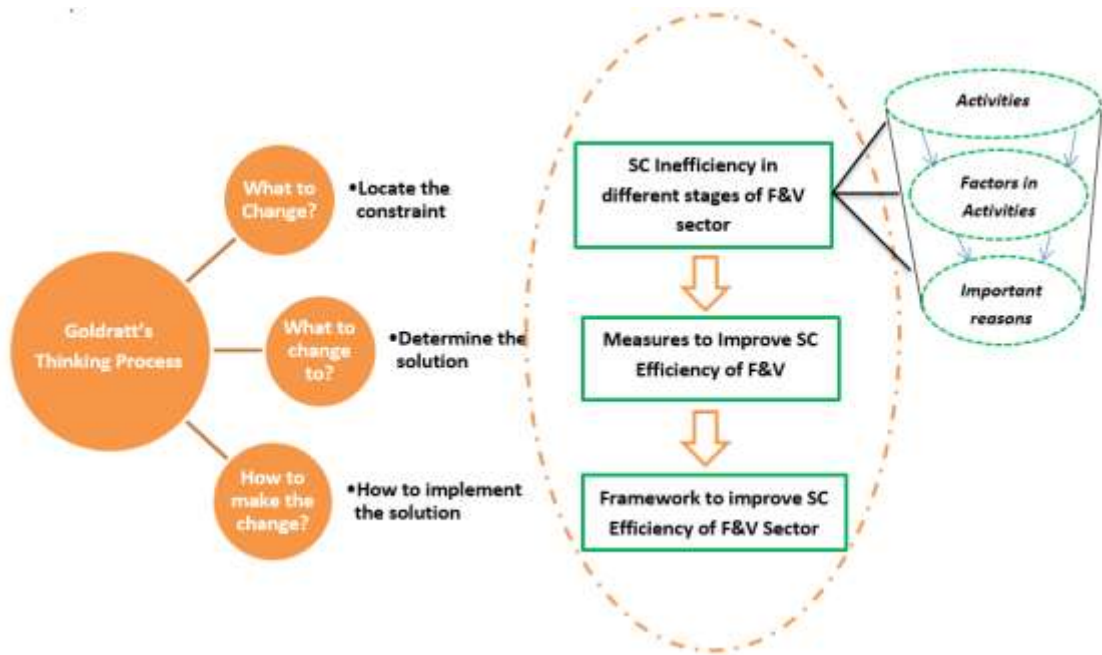 Goldratt's
Thinking Process
What to
Change?
•Locate the
constraint
What to
change
to?
•Determine the
solution
How to
make the
change?
•How to implement
the solution
SC Inefficiency in
different stages of F&V
sector
Measures to Improve SC
Efficiency of F&V
Framework to improve SC
Efficiency of F&V Sector
Activities
Factors in
Activities
Important
reasons